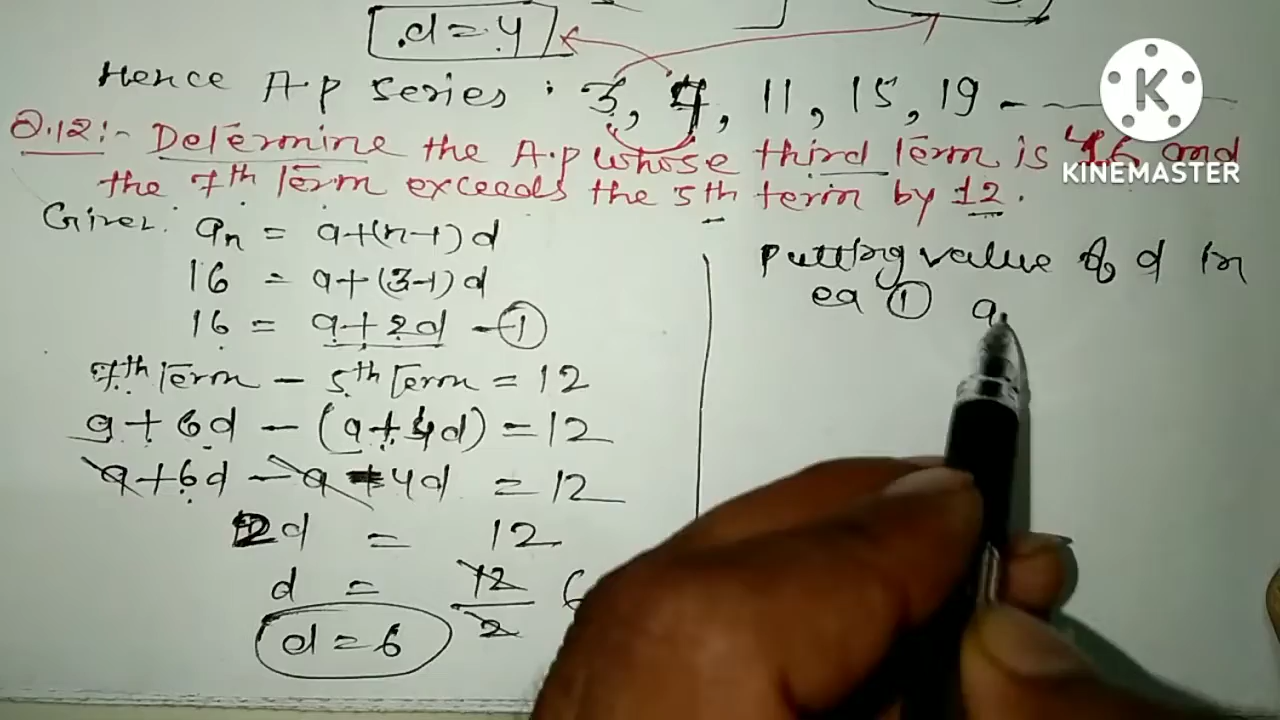 d = 4
Hence A.P series : 3, 7, 11, 15, 19 - - -
K
KINEMASTER
Q.12:- Determine the A.P whose third term is 16 and
the 7th term exceeds the 5th term by 12.
Given: an = a+(n-1)d
16 = a+(3-1)d
16 = a+2d - ①
7th Term - 5th Term = 12
a+6d - (a+4d) = 12
a+6d - a - 4d = 12
2d = 12
d = 12/2 6
d = 6
Putting value of d in
eq ① a